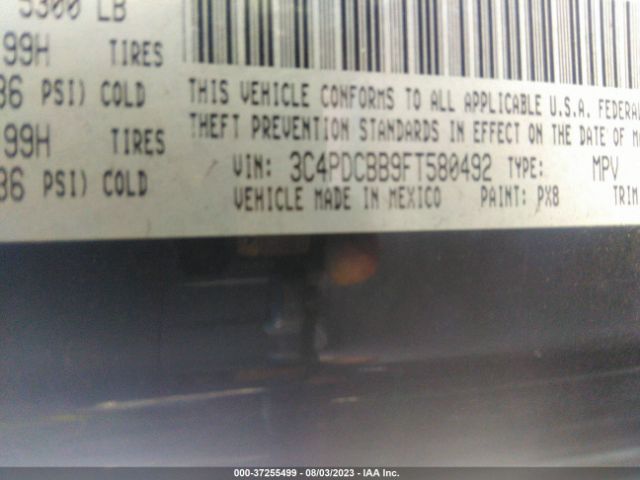 5300 LB
99H TIRES
36 PSI) COLD
99H TIRES
36 PSI) COLD
THIS VEHICLE CONFORMS TO ALL APPLICABLE U.S.A. FEDERAL
THEFT PREVENTION STANDARDS IN EFFECT ON THE DATE OF
VIN: 3C4PDCBB9FT580492 TYPE: MPV
VEHICLE MADE IN MEXICO PAINT: PX8 TRIM
000-37255499 - 08/03/2023 - IAA Inc.